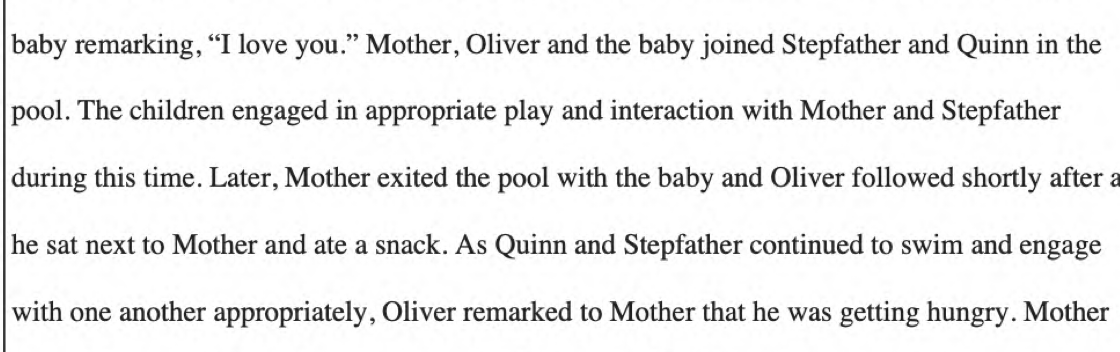 baby remarking, “I love you.” Mother, Oliver and the baby joined Stepfather and Quinn in the
pool. The children engaged in appropriate play and interaction with Mother and Stepfather
during this time. Later, Mother exited the pool with the baby and Oliver followed shortly after a
he sat next to Mother and ate a snack. As Quinn and Stepfather continued to swim and engage
with one another appropriately, Oliver remarked to Mother that he was getting hungry. Mother